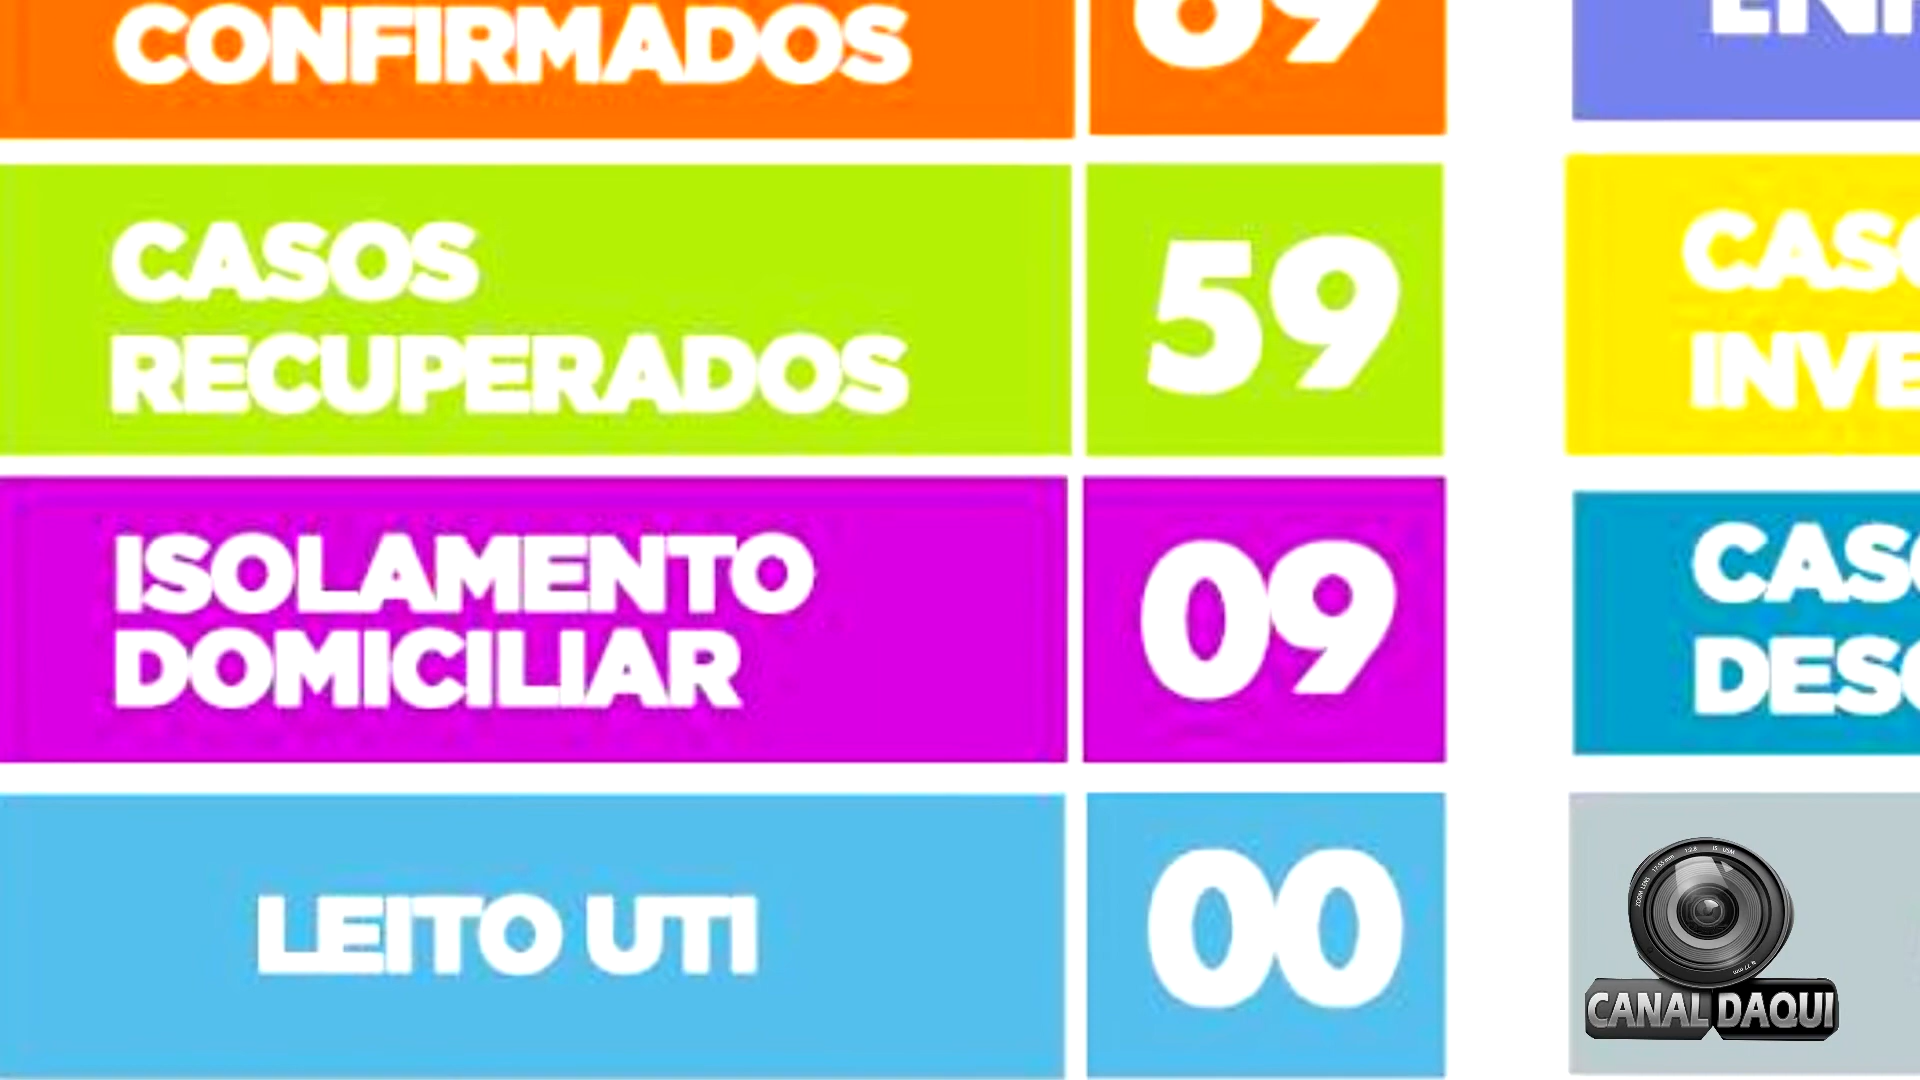 CONFIRMADOS
CASOS
RECUPERADOS
59
ISOLAMENTO
DOMICILIAR
09
LEITO UTI
00
CANAL DAQUI